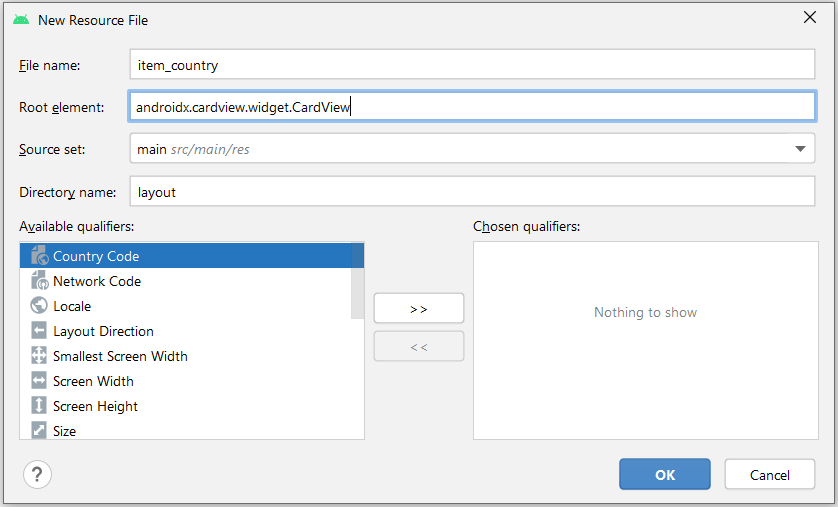 New Resource File
File name: item_country
Root element: androidx.cardview.widget.CardView
Source set: main src/main/res
Directory name: layout
Available qualifiers:
Country Code
Network Code
Locale
Layout Direction
Smallest Screen Width
Screen Width
Screen Height
Size
>>
<<
Chosen qualifiers:
Nothing to show
?
OK
Cancel